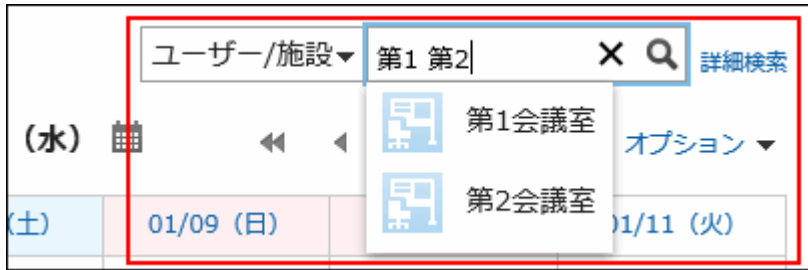 ユーザー/施設 第1 第2 詳細検索
第1会議室
(水) オプション
第2会議室
(土) 01/09 (日) 01/11 (火)